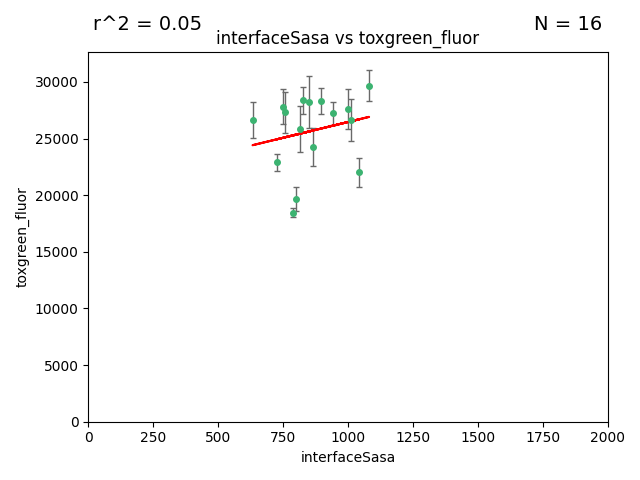 r^2 = 0.05
N = 16
interfaceSasa vs toxgreen_fluor
30000
25000
20000
15000
10000
5000
0
toxgreen_fluor
0 250 500 750 1000 1250 1500 1750 2000
interfaceSasa